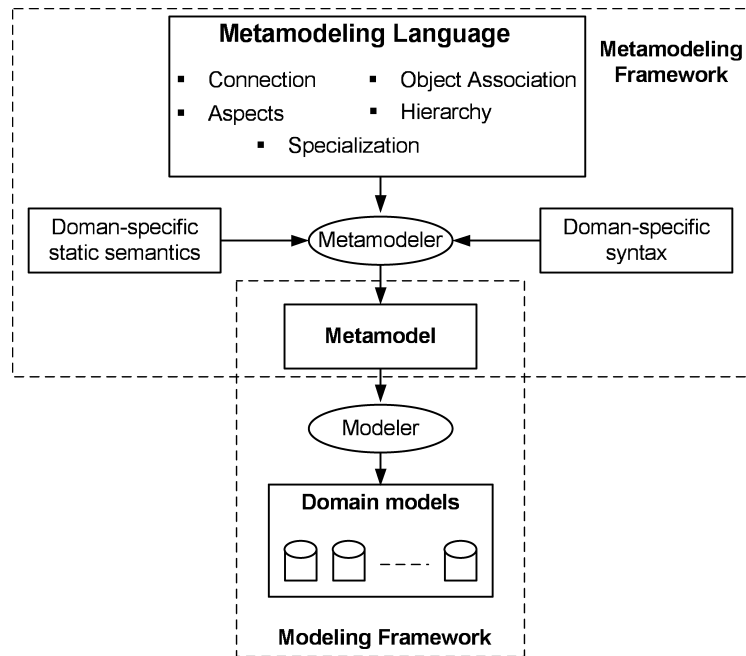 Metamodeling Language
Metamodeling
Framework
▪ Connection
▪ Object Association
▪ Aspects
▪ Hierarchy
▪ Specialization
Doman-specific
static semantics
Metamodeler
Doman-specific
syntax
Metamodel
Modeler
Domain models
Modeling Framework